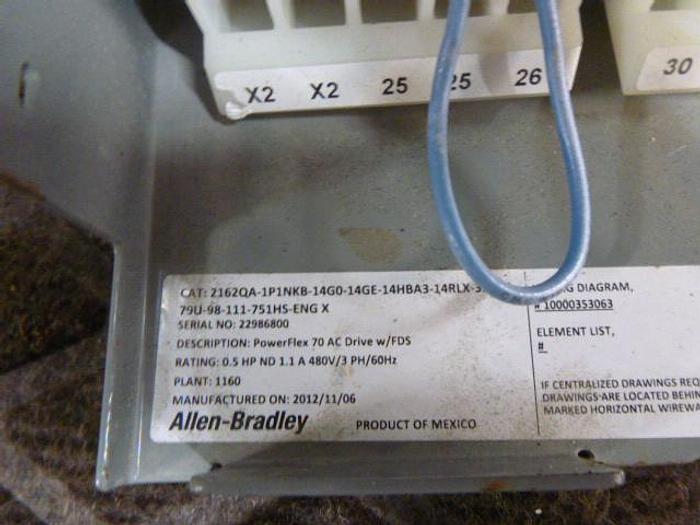 X2 X2 25 25 26
30
CAT: 2162QA-1P1NKB-14G0-14GE-14HBA3-14RLX-3
79U-98-111-751HS-ENG X
SERIAL NO: 22986800
DESCRIPTION: PowerFlex 70 AC Drive w/FDS
RATING: 0.5 HP ND 1.1 A 480V/3 PH/60Hz
PLANT: 1160
MANUFACTURED ON: 2012/11/06
Allen-Bradley PRODUCT OF MEXICO
DIAGRAM,
# 10000353063
ELEMENT LIST,
#
IF CENTRALIZED DRAWINGS REQ
DRAWINGS ARE LOCATED BEHIN
MARKED HORIZONTAL WIREWA